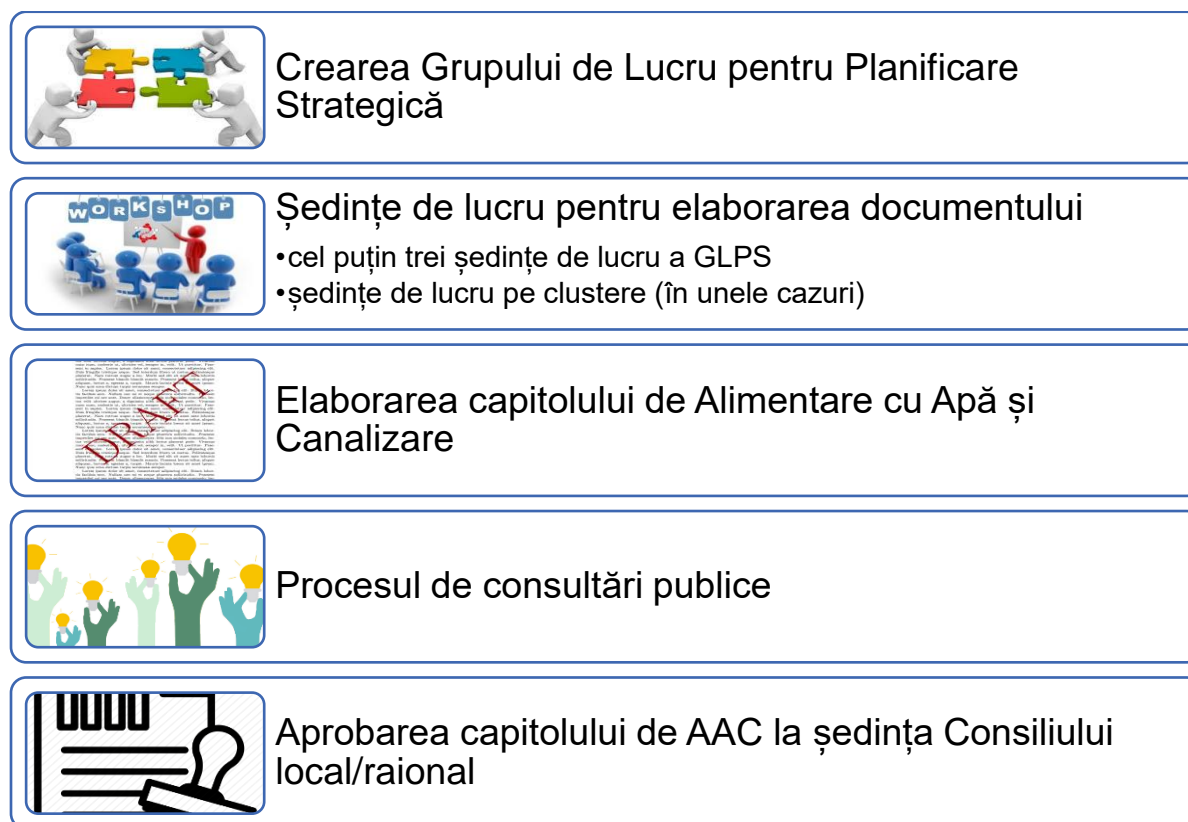 Crearea Grupului de Lucru pentru Planificare
Strategică
WORKSHOP
Ședințe de lucru pentru elaborarea documentului
•cel puțin trei ședințe de lucru a GLPS
•ședințe de lucru pe clustere (în unele cazuri)
DRAFT
Elaborarea capitolului de Alimentare cu Apă și
Canalizare
Procesul de consultări publice
Aprobarea capitolului de AAC la ședința Consiliului
local/raional